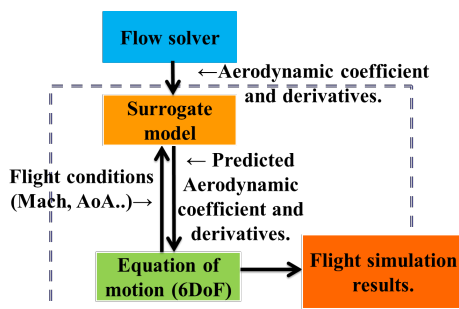 Flow solver
←Aerodynamic coefficient
and derivatives.
Surrogate
model
Flight conditions
(Mach, AoA..)→
← Predicted
Aerodynamic
coefficient and
derivatives.
Equation of
motion (6DoF)
Flight simulation
results.